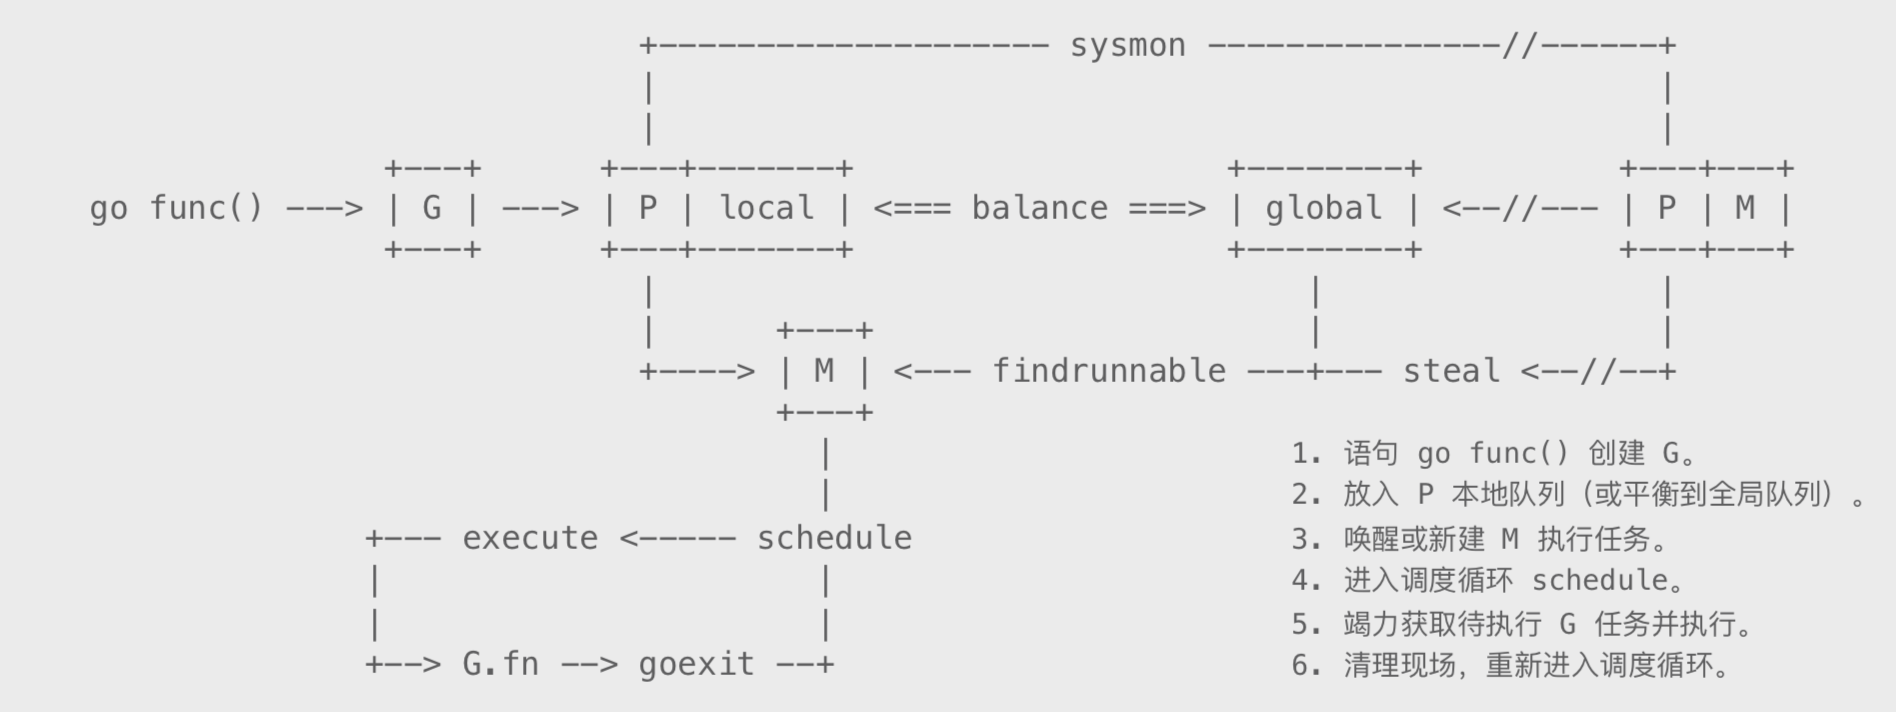 +-------------------- sysmon ---------------//------+
|                                                   |
|                                                   |
+---+      +---+-------+                   +--------+          +---+---+
go func() ---> | G | ---> | P | local | <=== balance ===> | global | <--//--- | P | M |
+---+      +---+-------+                   +--------+          +---+---+
|                                  |                 |
|      +---+                       |                 |
+----> | M | <--- findrunnable ---+--- steal <--//--+
+---+
|
1. 语句 go func() 创建 G。
|
2. 放入 P 本地队列（或平衡到全局队列）。
+--- execute <----- schedule
3. 唤醒或新建 M 执行任务。
|                      |
4. 进入调度循环 schedule。
|                      |
5. 竭力获取待执行 G 任务并执行。
+--> G.fn --> goexit --+
6. 清理现场，重新进入调度循环。